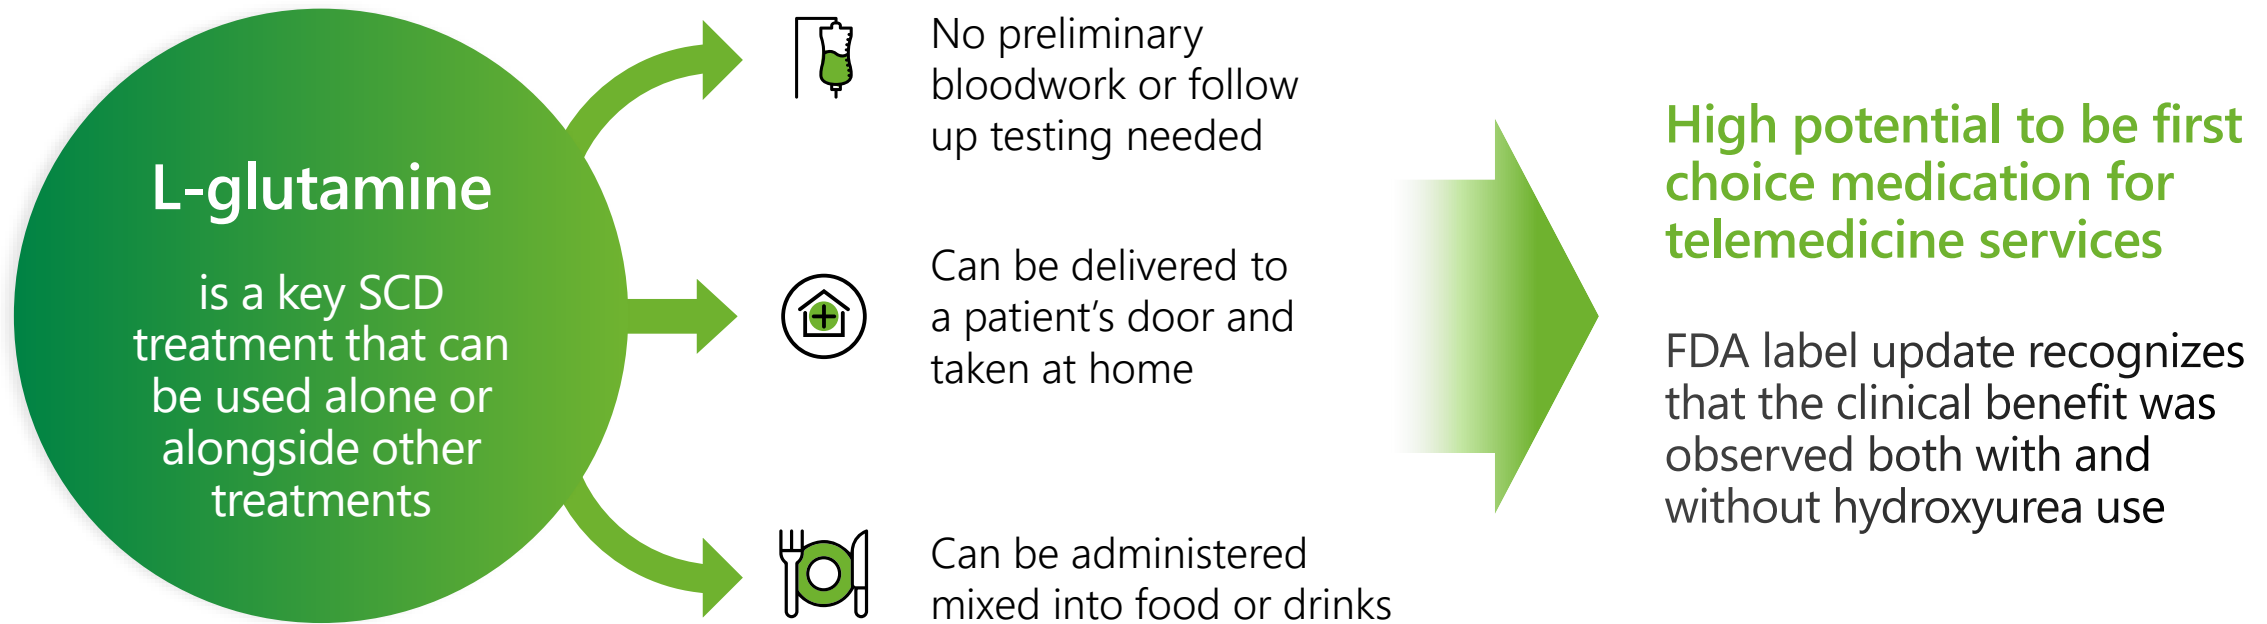 L-glutamine
is a key SCD
treatment that can
be used alone or
alongside other
treatments
No preliminary
bloodwork or follow
up testing needed
Can be delivered to
a patient’s door and
taken at home
Can be administered
mixed into food or drinks
High potential to be first
choice medication for
telemedicine services
FDA label update recognizes
that the clinical benefit was
observed both with and
without hydroxyurea use